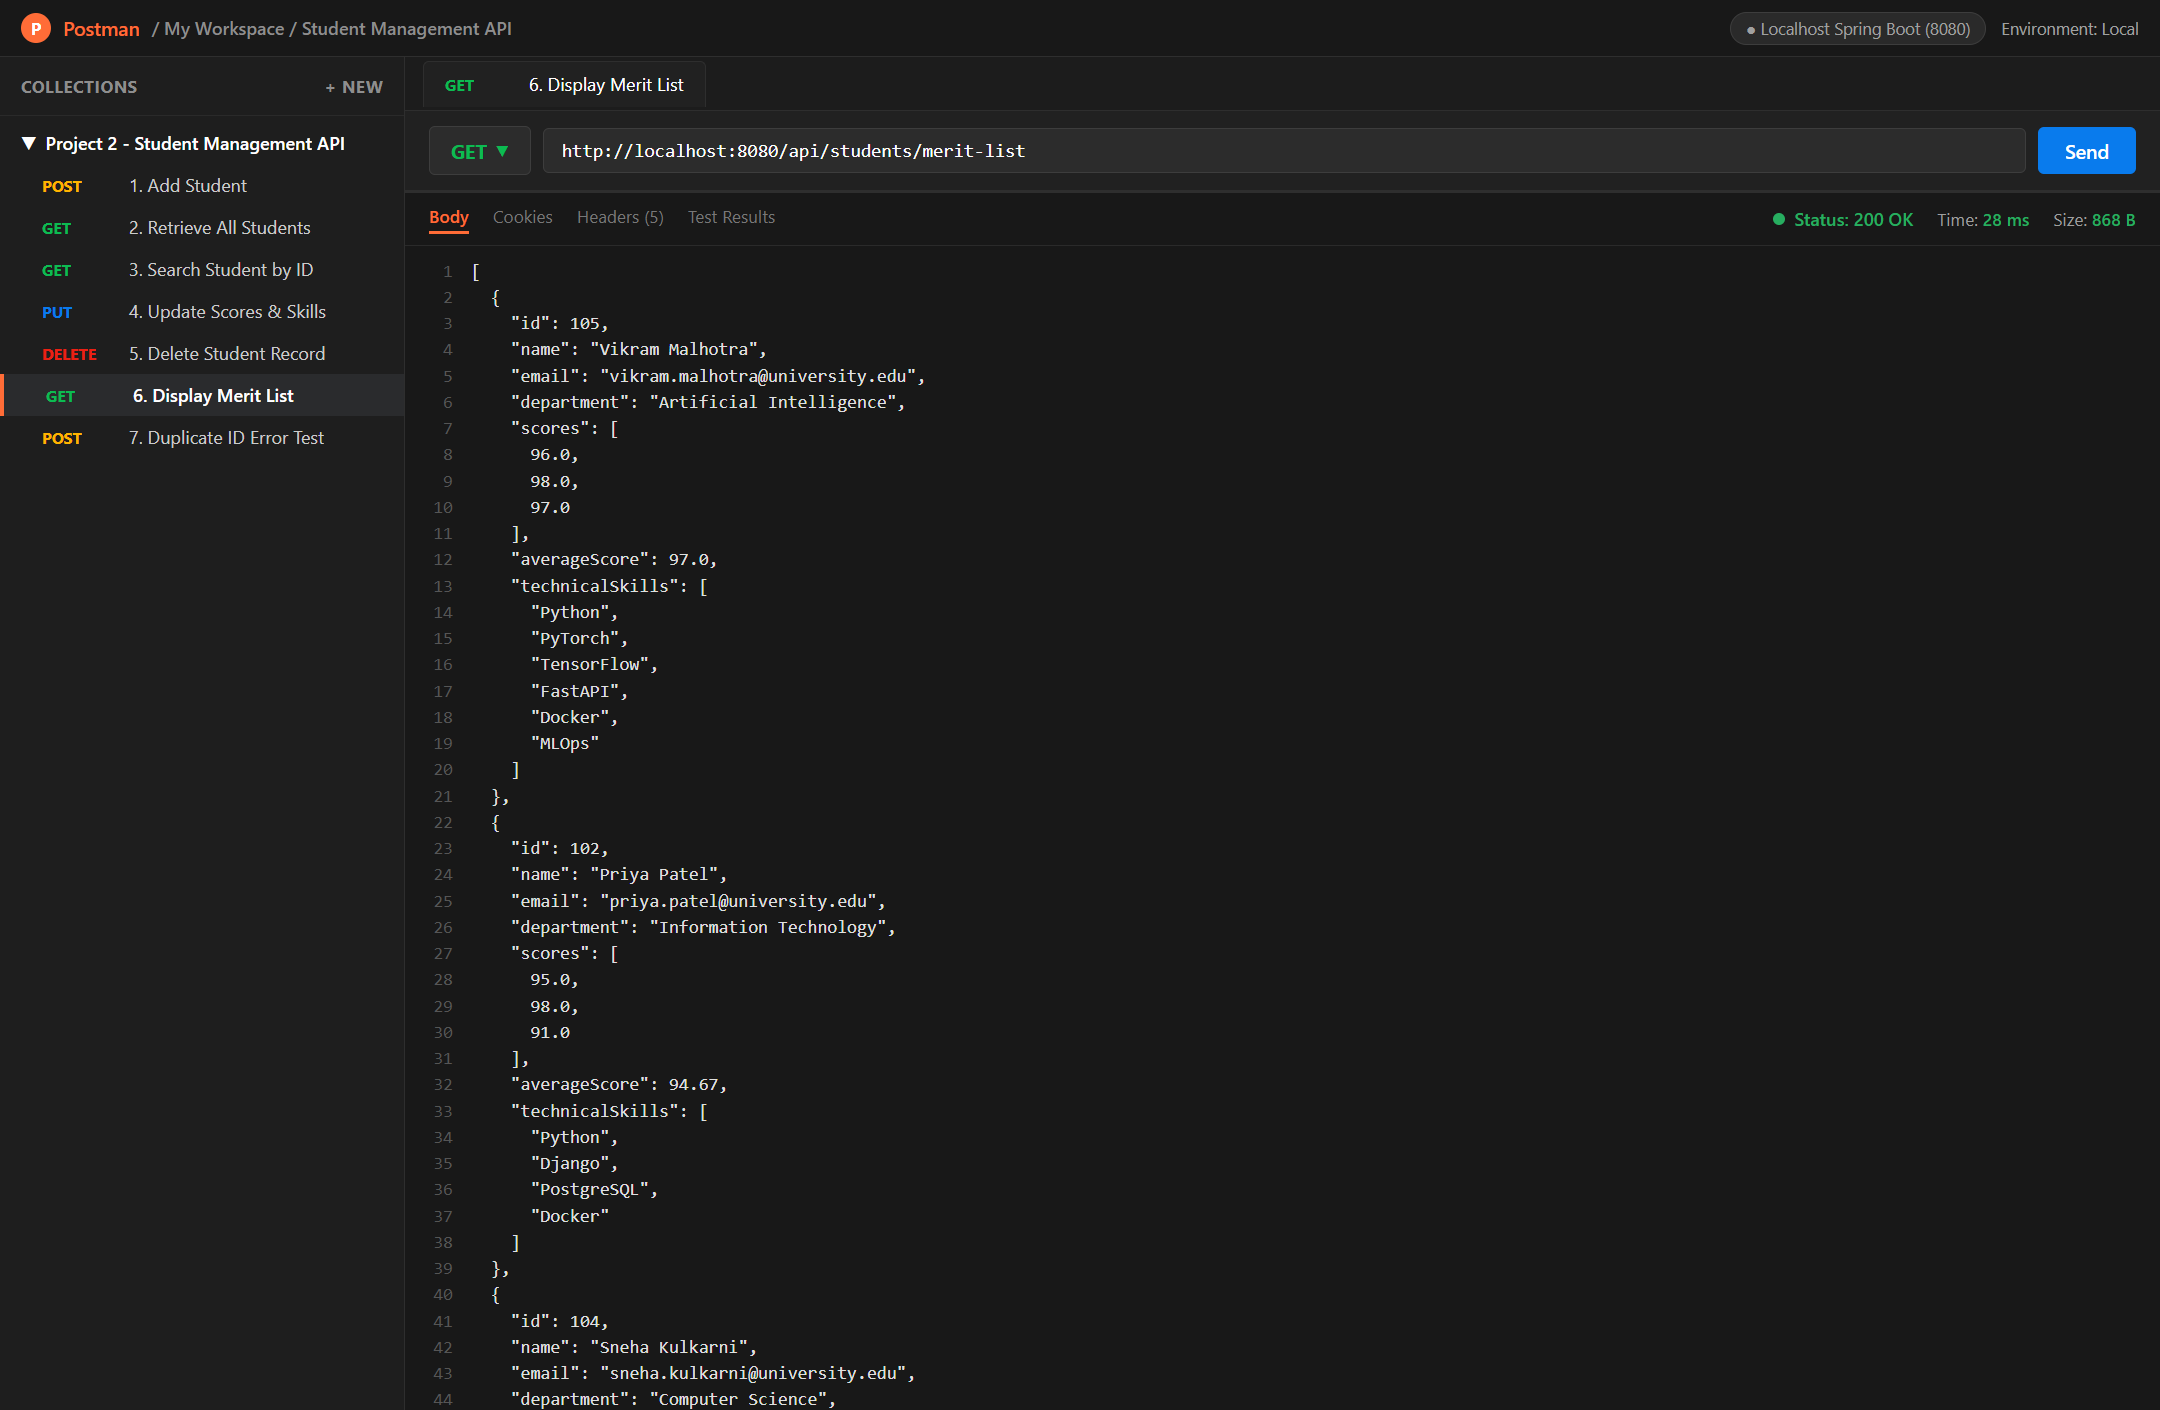 P Postman / My Workspace / Student Management API
● Localhost Spring Boot (8080) Environment: Local
COLLECTIONS + NEW
▼ Project 2 - Student Management API
POST 1. Add Student
GET 2. Retrieve All Students
GET 3. Search Student by ID
PUT 4. Update Scores & Skills
DELETE 5. Delete Student Record
GET 6. Display Merit List
POST 7. Duplicate ID Error Test
GET 6. Display Merit List
GET ▼ http://localhost:8080/api/students/merit-list Send
Body Cookies Headers (5) Test Results
Status: 200 OK Time: 28 ms Size: 868 B
1 [
2 {
3 "id": 105,
4 "name": "Vikram Malhotra",
5 "email": "vikram.malhotra@university.edu",
6 "department": "Artificial Intelligence",
7 "scores": [
8 96.0,
9 98.0,
10 97.0
11 ],
12 "averageScore": 97.0,
13 "technicalSkills": [
14 "Python",
15 "PyTorch",
16 "TensorFlow",
17 "FastAPI",
18 "Docker",
19 "MLOps"
20 ]
21 },
22 {
23 "id": 102,
24 "name": "Priya Patel",
25 "email": "priya.patel@university.edu",
26 "department": "Information Technology",
27 "scores": [
28 95.0,
29 98.0,
30 91.0
31 ],
32 "averageScore": 94.67,
33 "technicalSkills": [
34 "Python",
35 "Django",
36 "PostgreSQL",
37 "Docker"
38 ]
39 },
40 {
41 "id": 104,
42 "name": "Sneha Kulkarni",
43 "email": "sneha.kulkarni@university.edu",
44 "department": "Computer Science",